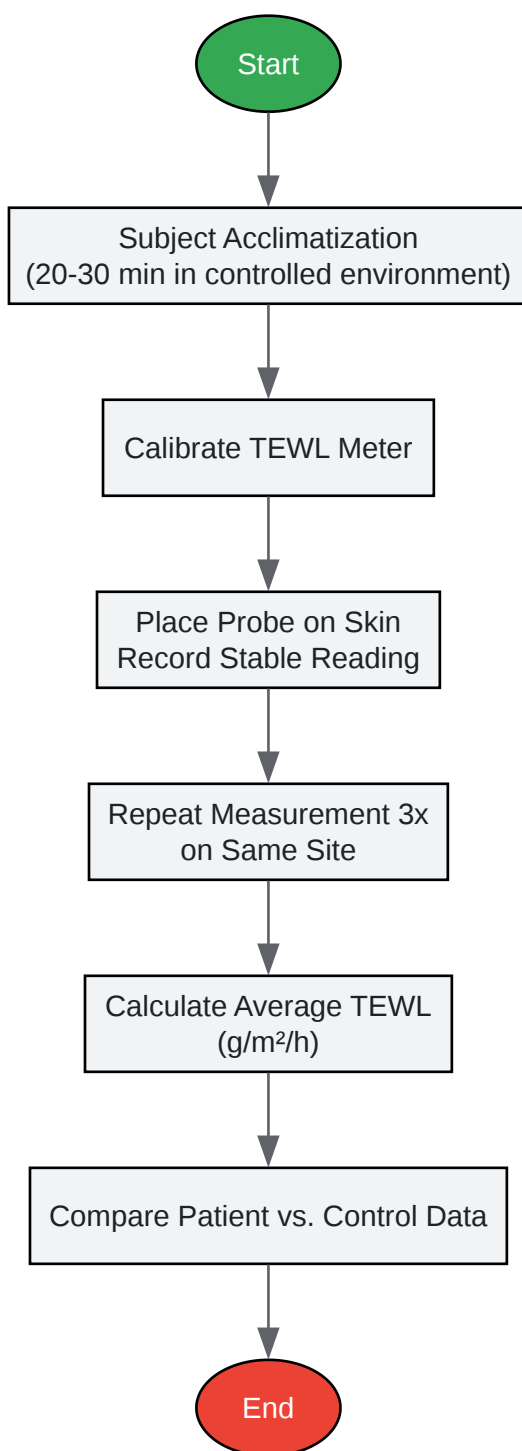 Start
Subject Acclimatization
(20-30 min in controlled environment)
Calibrate TEWL Meter
Place Probe on Skin
Record Stable Reading
Repeat Measurement 3x
on Same Site
Calculate Average TEWL
(g/m²/h)
Compare Patient vs. Control Data
End